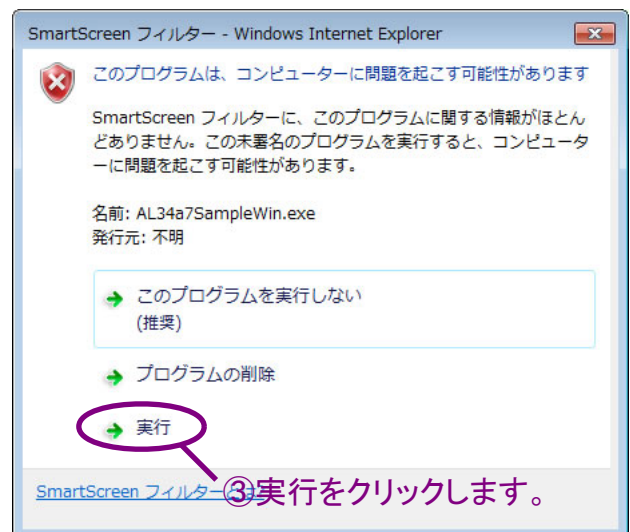 SmartScreen フィルター - Windows Internet Explorer
このプログラムは、コンピューターに問題を起こす可能性があります
SmartScreen フィルターに、このプログラムに関する情報がほとん
どありません。この未署名のプログラムを実行すると、コンピュータ
ーに問題を起こす可能性があります。
名前: AL34a7SampleWin.exe
発行元: 不明
このプログラムを実行しない
(推奨)
プログラムの削除
実行
SmartScreen フィルターとは?
③実行をクリックします。